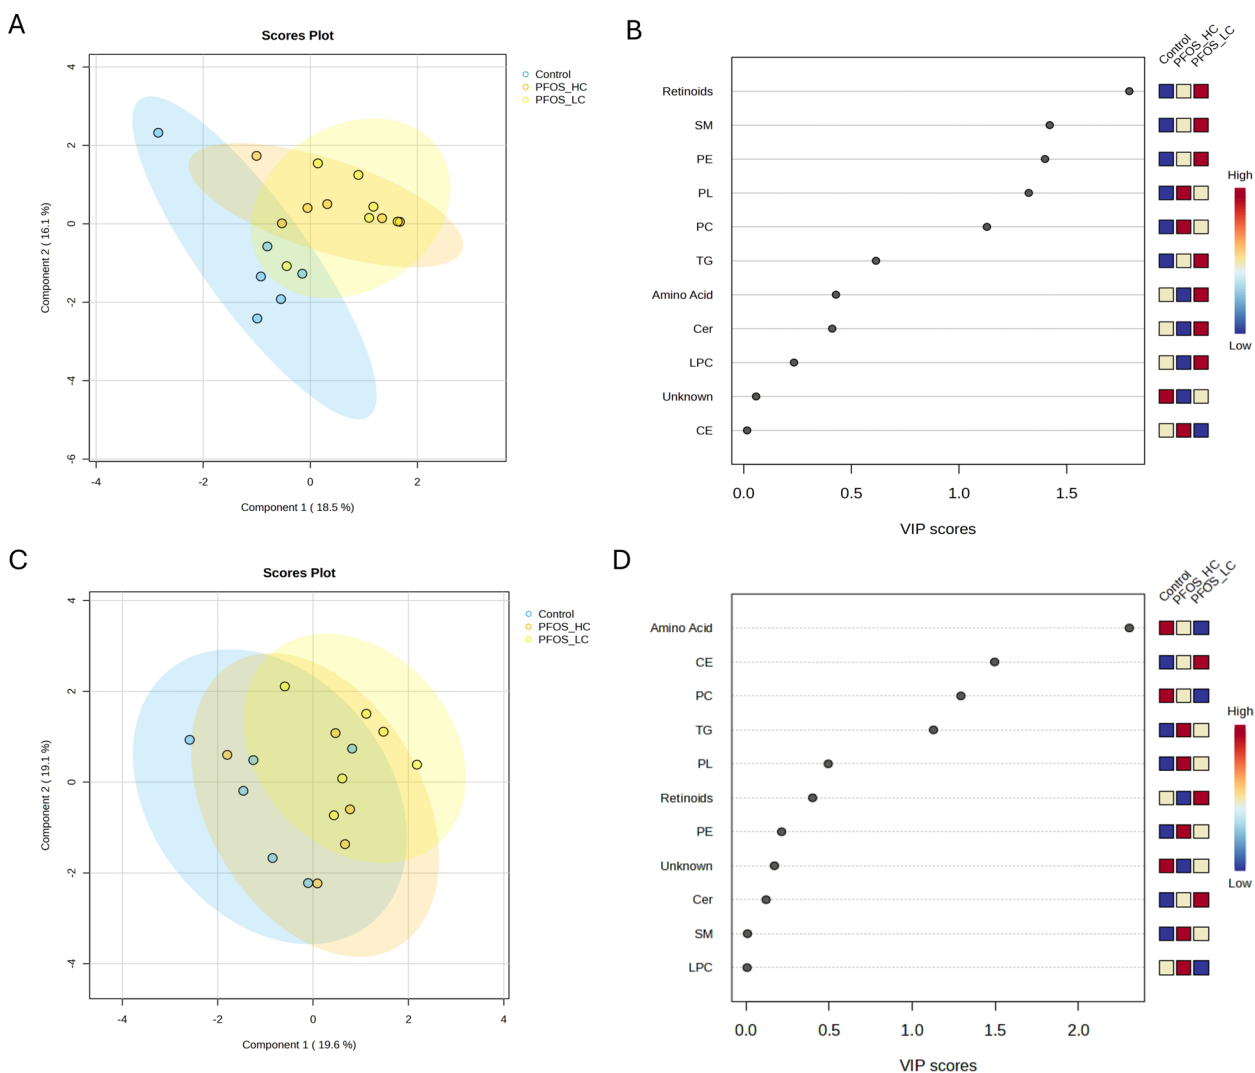 A
Scores Plot
Control
PFOS_HC
PFOS_LC
4
2
0
-2
-4
-6
Component 2 ( 16.1 %)
-4
-2
0
2
Component 1 ( 18.5 %)
B
Control
PFOS_HC
PFOS_LC
Retinoids
SM
PE
PL
PC
TG
Amino Acid
Cer
LPC
Unknown
CE
High
Low
0.0
0.5
1.0
1.5
VIP scores
C
Scores Plot
Control
PFOS_HC
PFOS_LC
4
2
0
-2
-4
Component 2 ( 19.1 %)
-4
-2
0
2
4
Component 1 ( 19.6 %)
D
Control
PFOS_HC
PFOS_LC
Amino Acid
CE
PC
TG
PL
Retinoids
PE
Unknown
Cer
SM
LPC
High
Low
0.0
0.5
1.0
1.5
2.0
VIP scores